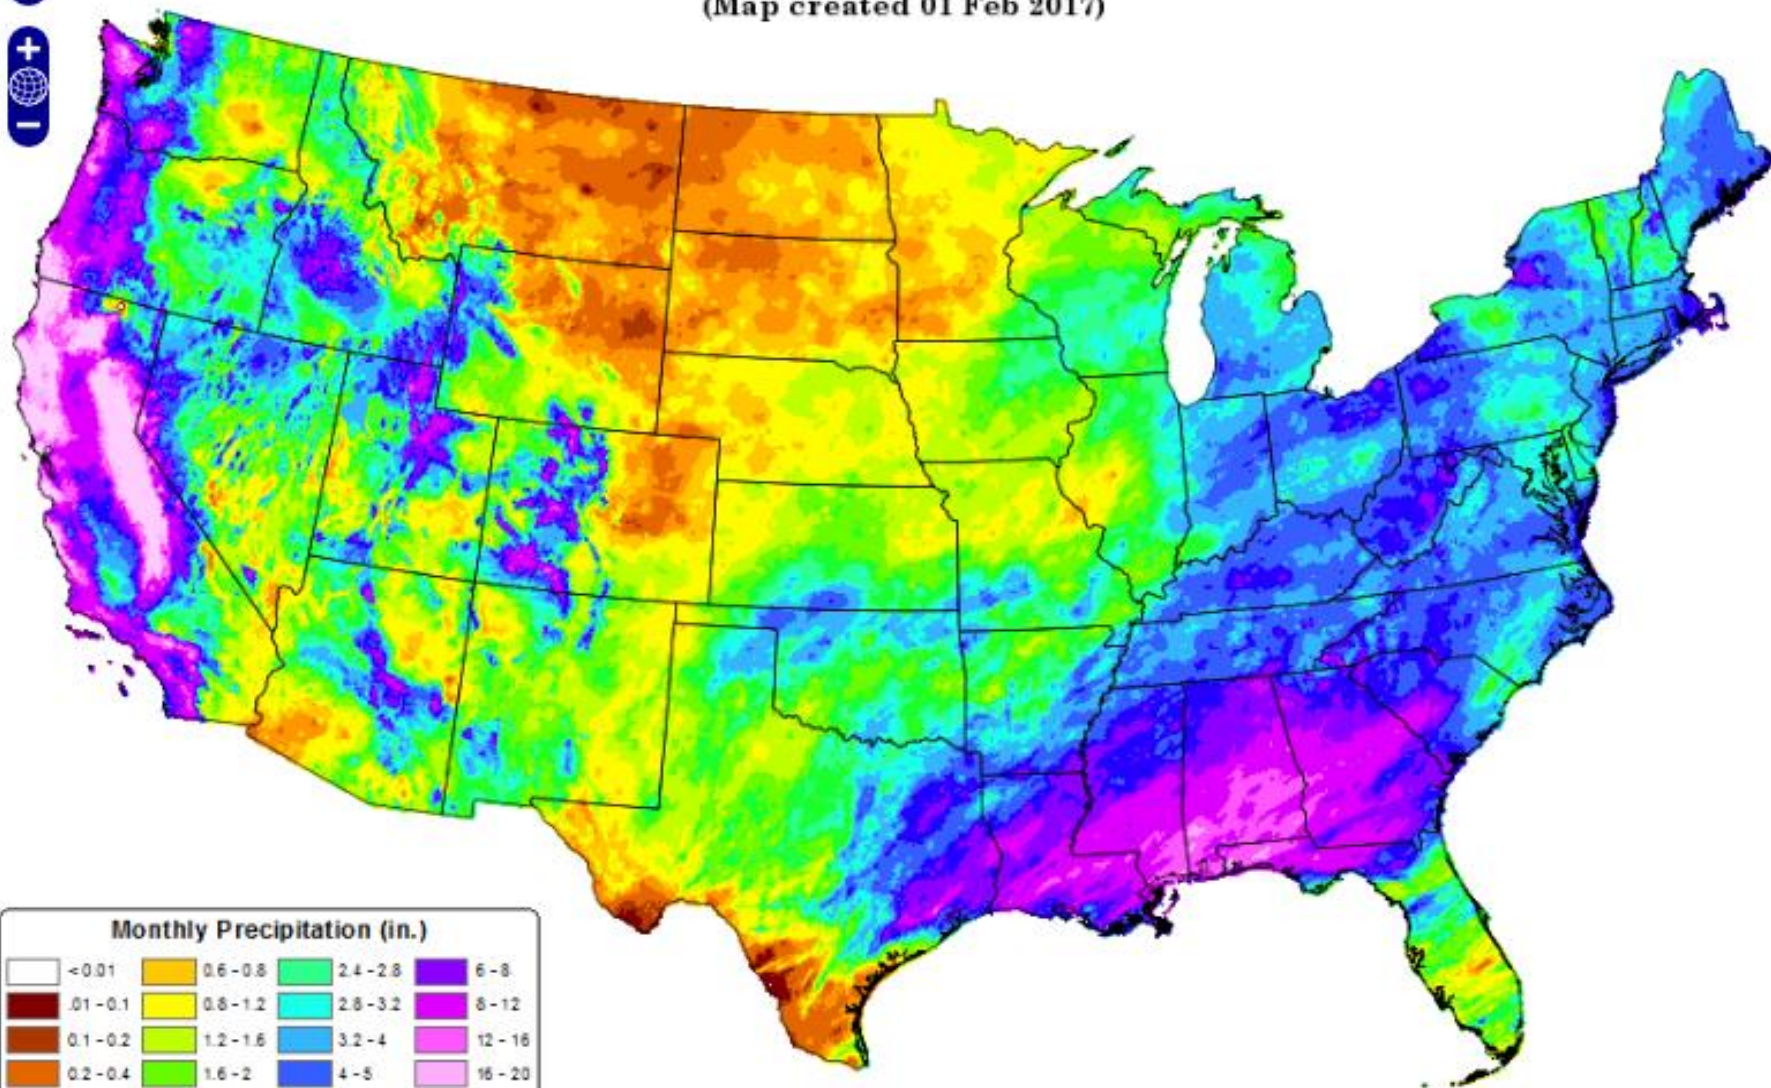 (Map created 01 Feb 2017)
+
−
Monthly Precipitation (in.)
< 0.01 0.6 - 0.8 2.4 - 2.8 6 - 8
.01 - 0.1 0.8 - 1.2 2.8 - 3.2 8 - 12
0.1 - 0.2 1.2 - 1.6 3.2 - 4 12 - 16
0.2 - 0.4 1.6 - 2 4 - 5 16 - 20